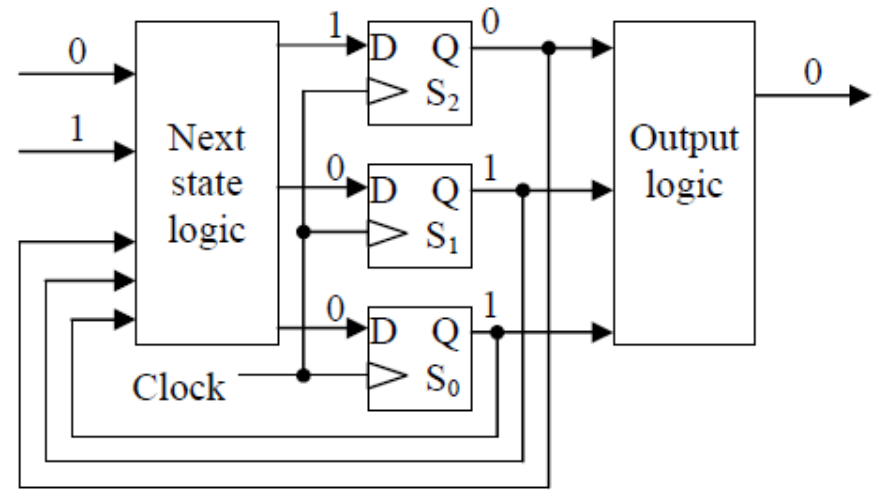 0
1
Next
state
logic
1
0
0
D Q
S₂
D Q
S₁
D Q
S₀
Clock
0
1
1
Output
logic
0